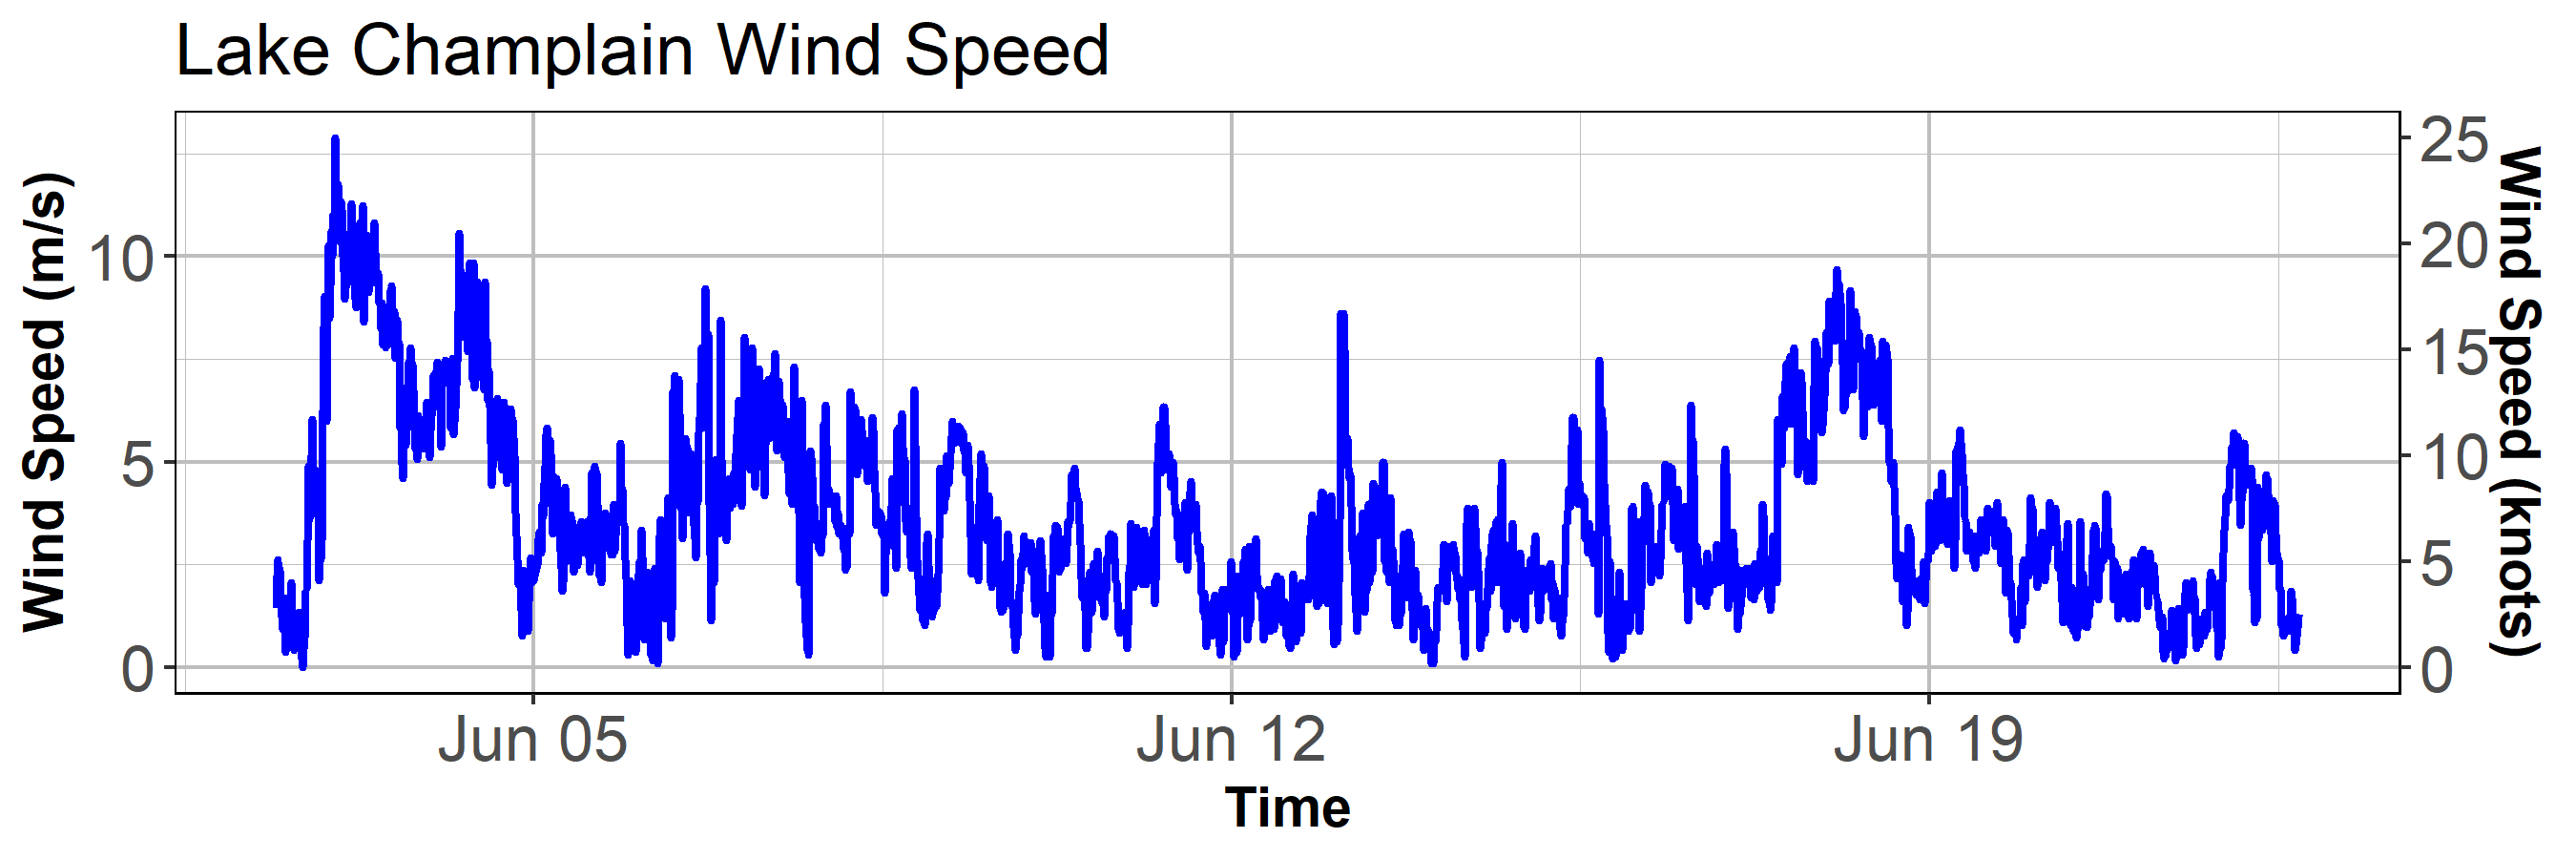 Lake Champlain Wind Speed
Wind Speed (m/s)
10
5
0
25
20
15
10
5
0
Wind Speed (knots)
Jun 05
Jun 12
Jun 19
Time